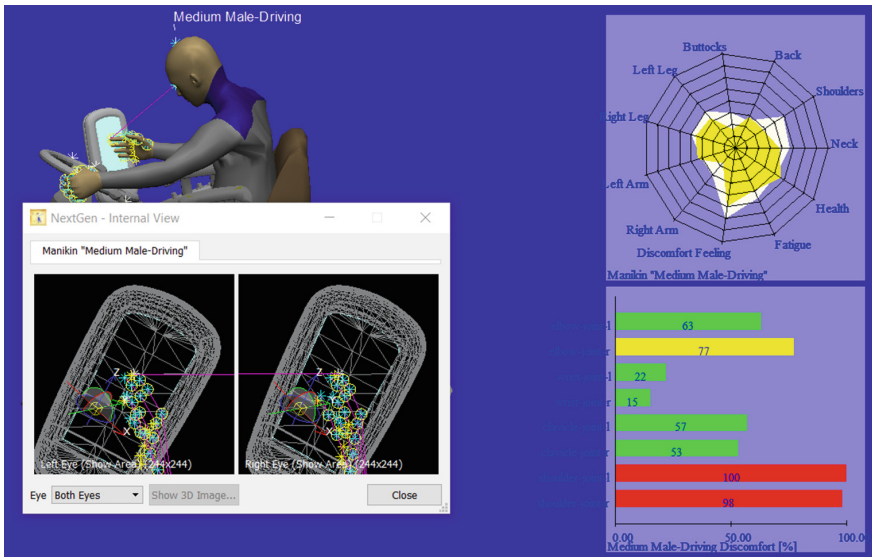 Medium Male-Driving
NextGen - Internal View
Manikin "Medium Male-Driving"
Z
X
Left Eye (Show Area) (244x244)
Z
X
Right Eye (Show Area) (244x244)
Eye
Both Eyes
Show 3D Image...
Close
Buttocks
Back
Left Leg
Shoulders
Right Leg
Neck
Left Arm
Health
Right Arm
Fatigue
Discomfort Feeling
Manikin "Medium Male-Driving"
63
77
22
15
57
53
100
98
0.00
50.00
100.0
Medium Male-Driving Discomfort [%]